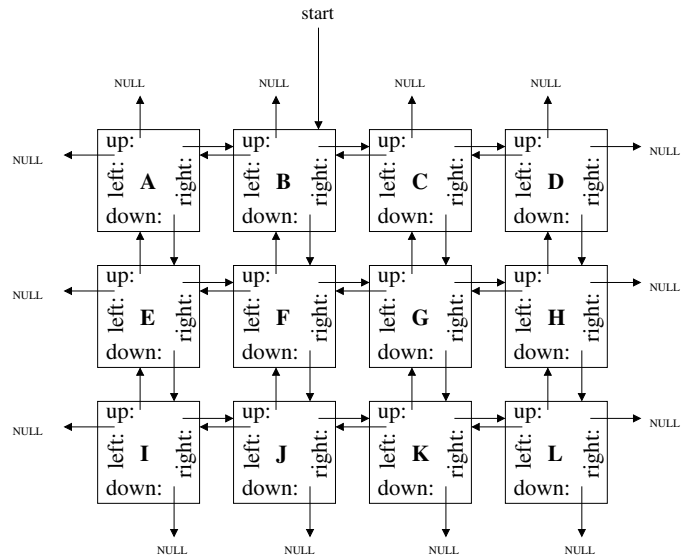 start
NULL NULL NULL NULL
up: up: up: up:
NULL left: A right: left: B right: left: C right: left: D right: NULL
down: down: down: down:
up: up: up: up:
NULL left: E right: left: F right: left: G right: left: H right: NULL
down: down: down: down:
up: up: up: up:
NULL left: I right: left: J right: left: K right: left: L right: NULL
down: down: down: down:
NULL NULL NULL NULL